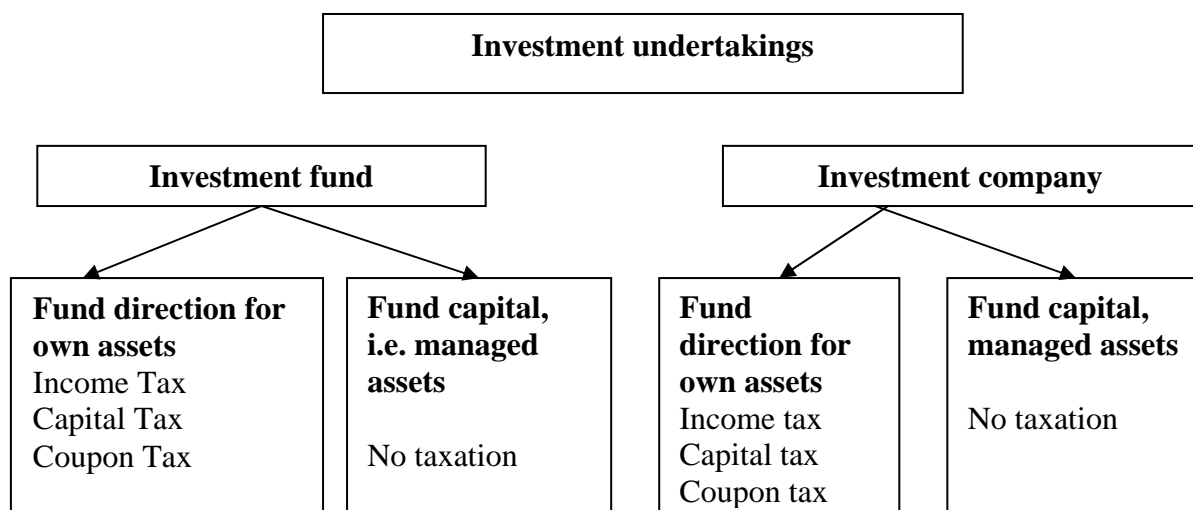 Investment undertakings
Investment fund
Investment company
Fund direction for
own assets
Income Tax
Capital Tax
Coupon Tax
Fund capital,
i.e. managed
assets
No taxation
Fund
direction for
own assets
Income tax
Capital tax
Coupon tax
Fund capital,
managed assets
No taxation